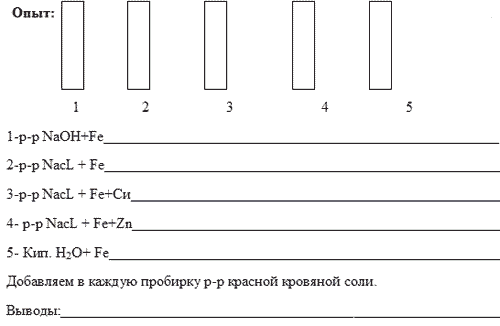 Опыт:
1 2 3 4 5
1-р-р NaOH+Fe
2-р-р NacL + Fe
3-р-р NacL + Fe+Си
4- р-р NacL + Fe+Zn
5- Кип. H₂O+ Fe
Добавляем в каждую пробирку р-р красной кровяной соли.
Выводы: